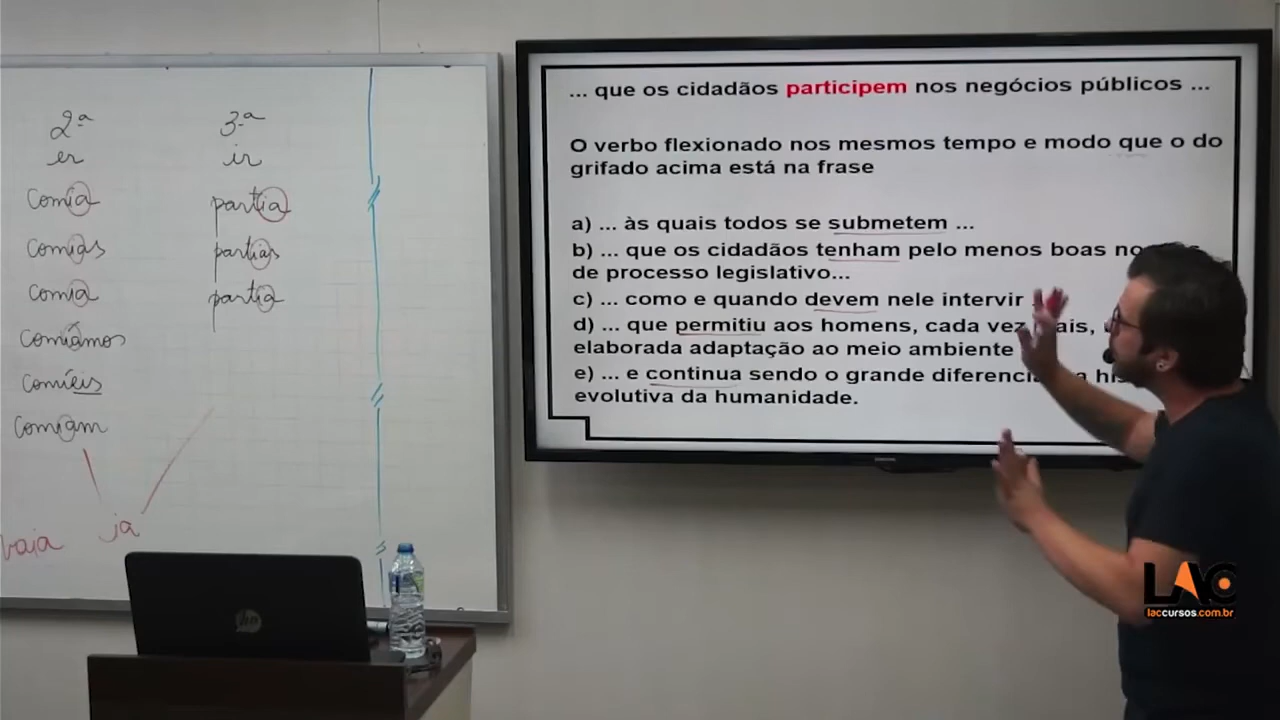 2ª
er
comia
comias
comia
comíamos
comíeis
comiam
3ª
ir
partia
partias
partia
ia
... que os cidadãos participem nos negócios públicos ...
O verbo flexionado nos mesmos tempo e modo que o do
grifado acima está na frase
a) ... às quais todos se submetem ...
b) ... que os cidadãos tenham pelo menos boas
de processo legislativo...
c) ... como e quando devem nele intervir
d) ... que permitiu aos homens, cada vez
elaborada adaptação ao meio ambiente
e) ... e continua sendo o grande
evolutiva da humanidade.
hp
LAC
laccursos.com.br